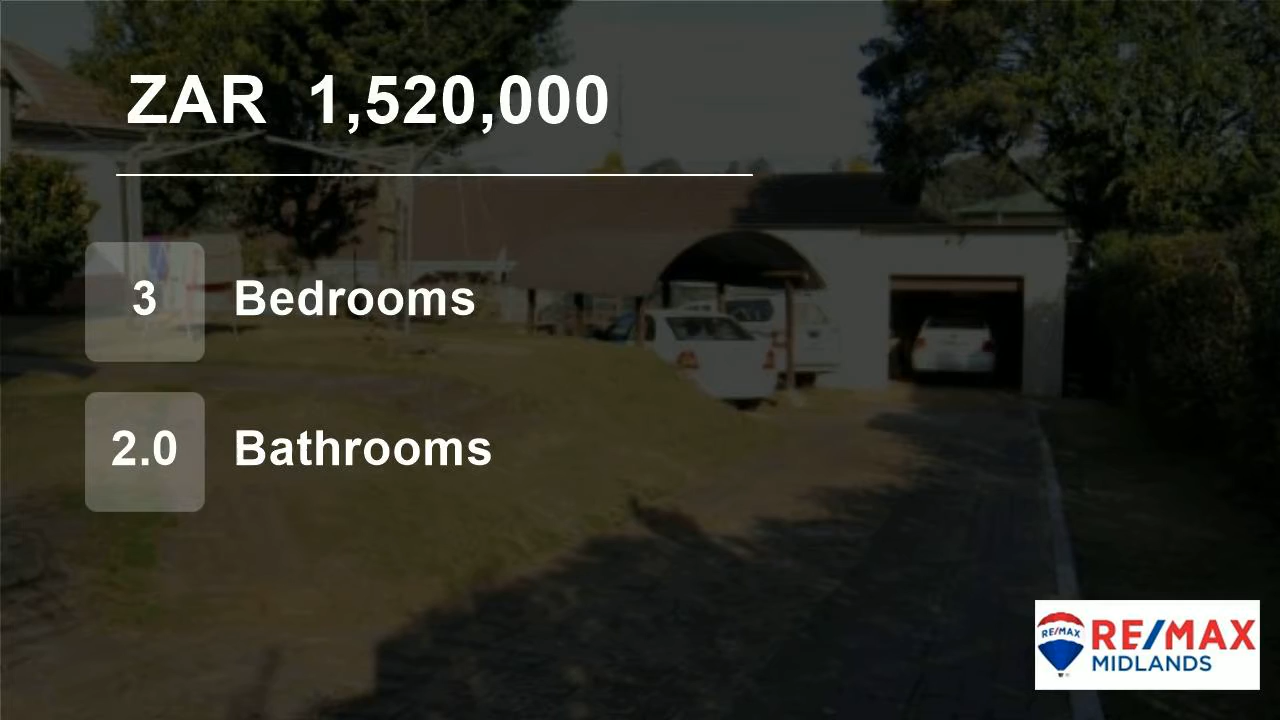 ZAR 1,520,000
3 Bedrooms
2.0 Bathrooms
RE/MAX
RE/MAX
MIDLANDS